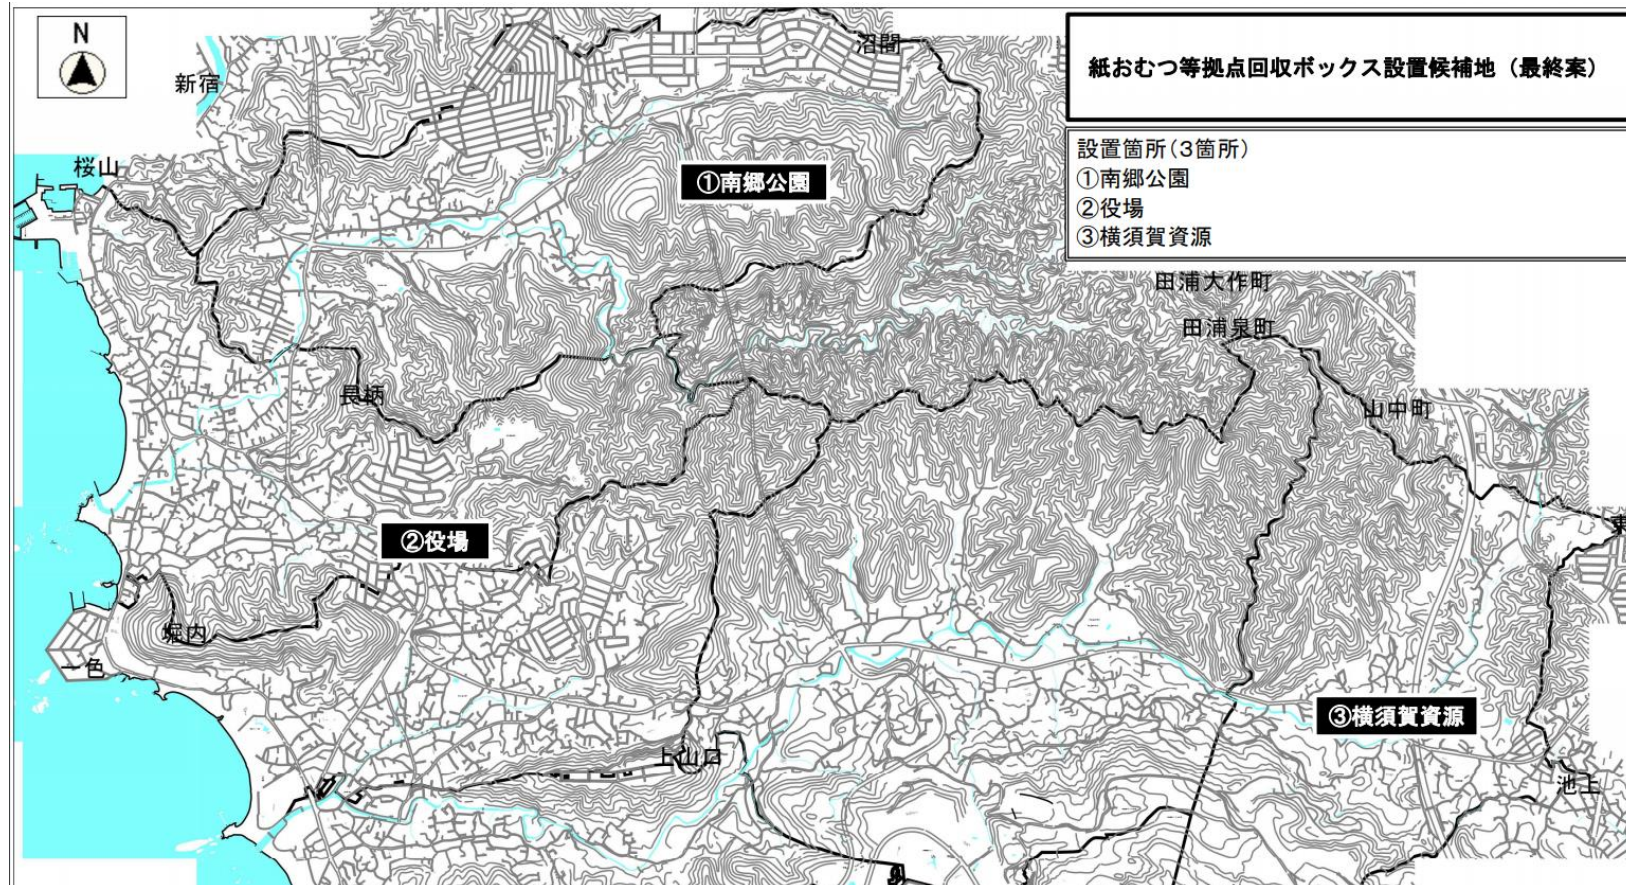 N
新宿
沼間
紙おむつ等拠点回収ボックス設置候補地（最終案）
設置箇所（3箇所）
①南郷公園
②役場
③横須賀資源
桜山
①南郷公園
田浦大作町
田浦泉町
長柄
山中町
②役場
東
堀内
一色
③横須賀資源
上山口
池上